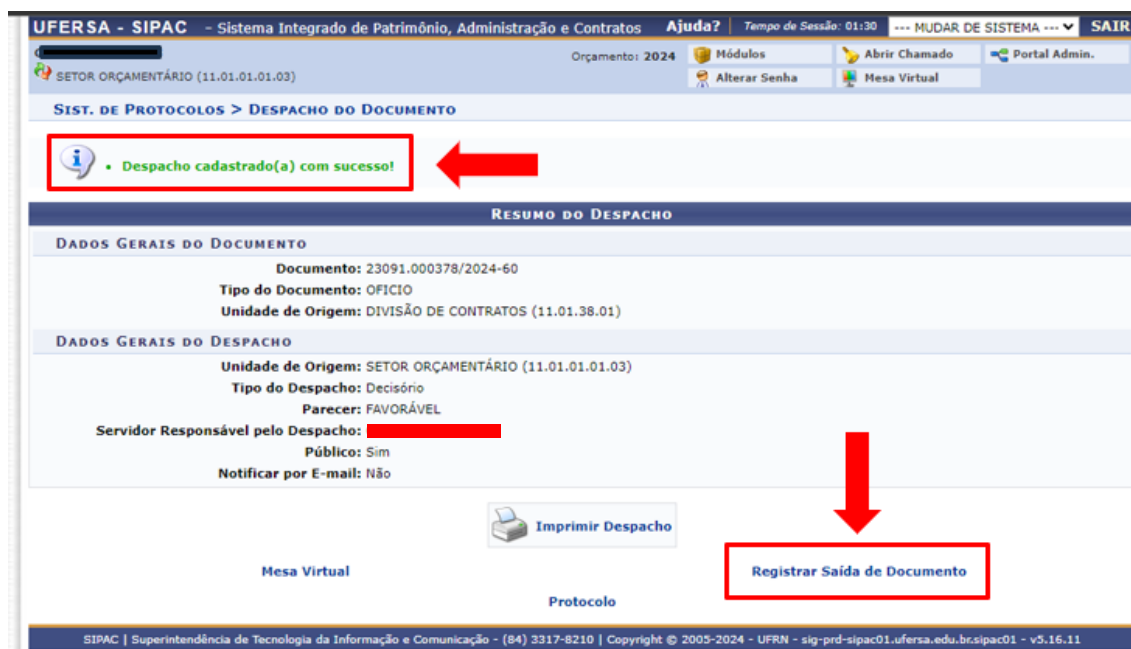 UFERSA - SIPAC - Sistema Integrado de Patrimônio, Administração e Contratos Ajuda? Tempo de Sessão: 01:30 --- MUDAR DE SISTEMA --- SAIR
Orçamento: 2024 Módulos Abrir Chamado Portal Admin.
SETOR ORÇAMENTÁRIO (11.01.01.01.03) Alterar Senha Mesa Virtual
SIST. DE PROTOCOLOS > DESPACHO DO DOCUMENTO
• Despacho cadastrado(a) com sucesso!
RESUMO DO DESPACHO
DADOS GERAIS DO DOCUMENTO
Documento: 23091.000378/2024-60
Tipo do Documento: OFICIO
Unidade de Origem: DIVISÃO DE CONTRATOS (11.01.38.01)
DADOS GERAIS DO DESPACHO
Unidade de Origem: SETOR ORÇAMENTÁRIO (11.01.01.01.03)
Tipo do Despacho: Decisório
Parecer: FAVORÁVEL
Servidor Responsável pelo Despacho:
Público: Sim
Notificar por E-mail: Não
Imprimir Despacho
Mesa Virtual Registrar Saída de Documento
Protocolo
SIPAC | Superintendência de Tecnologia da Informação e Comunicação - (84) 3317-8210 | Copyright © 2005-2024 - UFRN - sig-prd-sipac01.ufersa.edu.br.sipac01 - v5.16.11